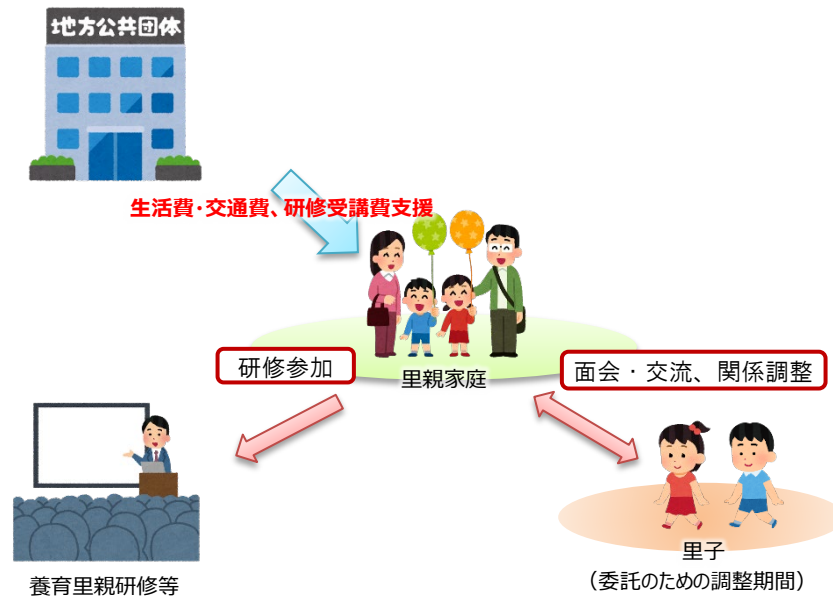 地方公共団体
生活費・交通費、研修受講費支援
研修参加
里親家庭
面会・交流、関係調整
養育里親研修等
里子
（委託のための調整期間）